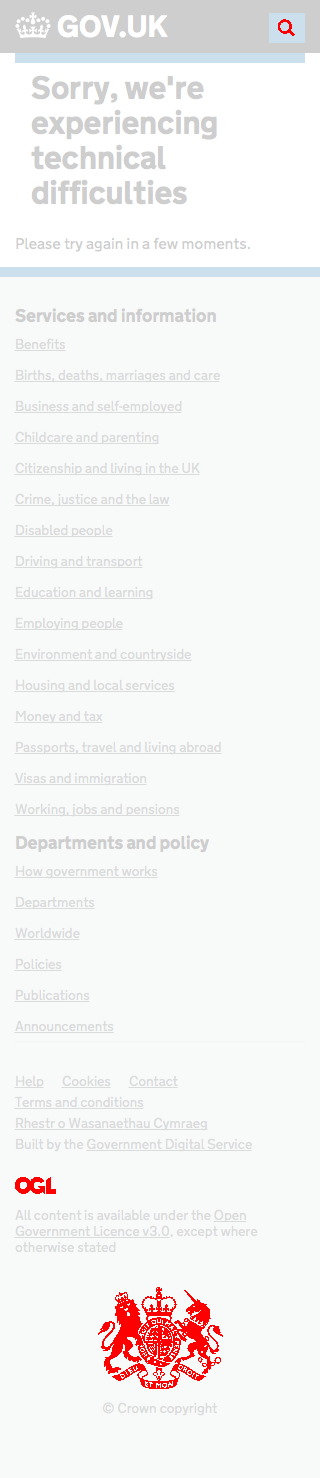 GOV.UK
Sorry, we're
experiencing
technical
difficulties
Please try again in a few moments.
Services and information
Benefits
Births, deaths, marriages and care
Business and self-employed
Childcare and parenting
Citizenship and living in the UK
Crime, justice and the law
Disabled people
Driving and transport
Education and learning
Employing people
Environment and countryside
Housing and local services
Money and tax
Passports, travel and living abroad
Visas and immigration
Working, jobs and pensions
Departments and policy
How government works
Departments
Worldwide
Policies
Publications
Announcements
Help Cookies Contact
Terms and conditions
Rhestr o Wasanaethau Cymraeg
Built by the Government Digital Service
OGL
All content is available under the Open
Government Licence v3.0, except where
otherwise stated
© Crown copyright